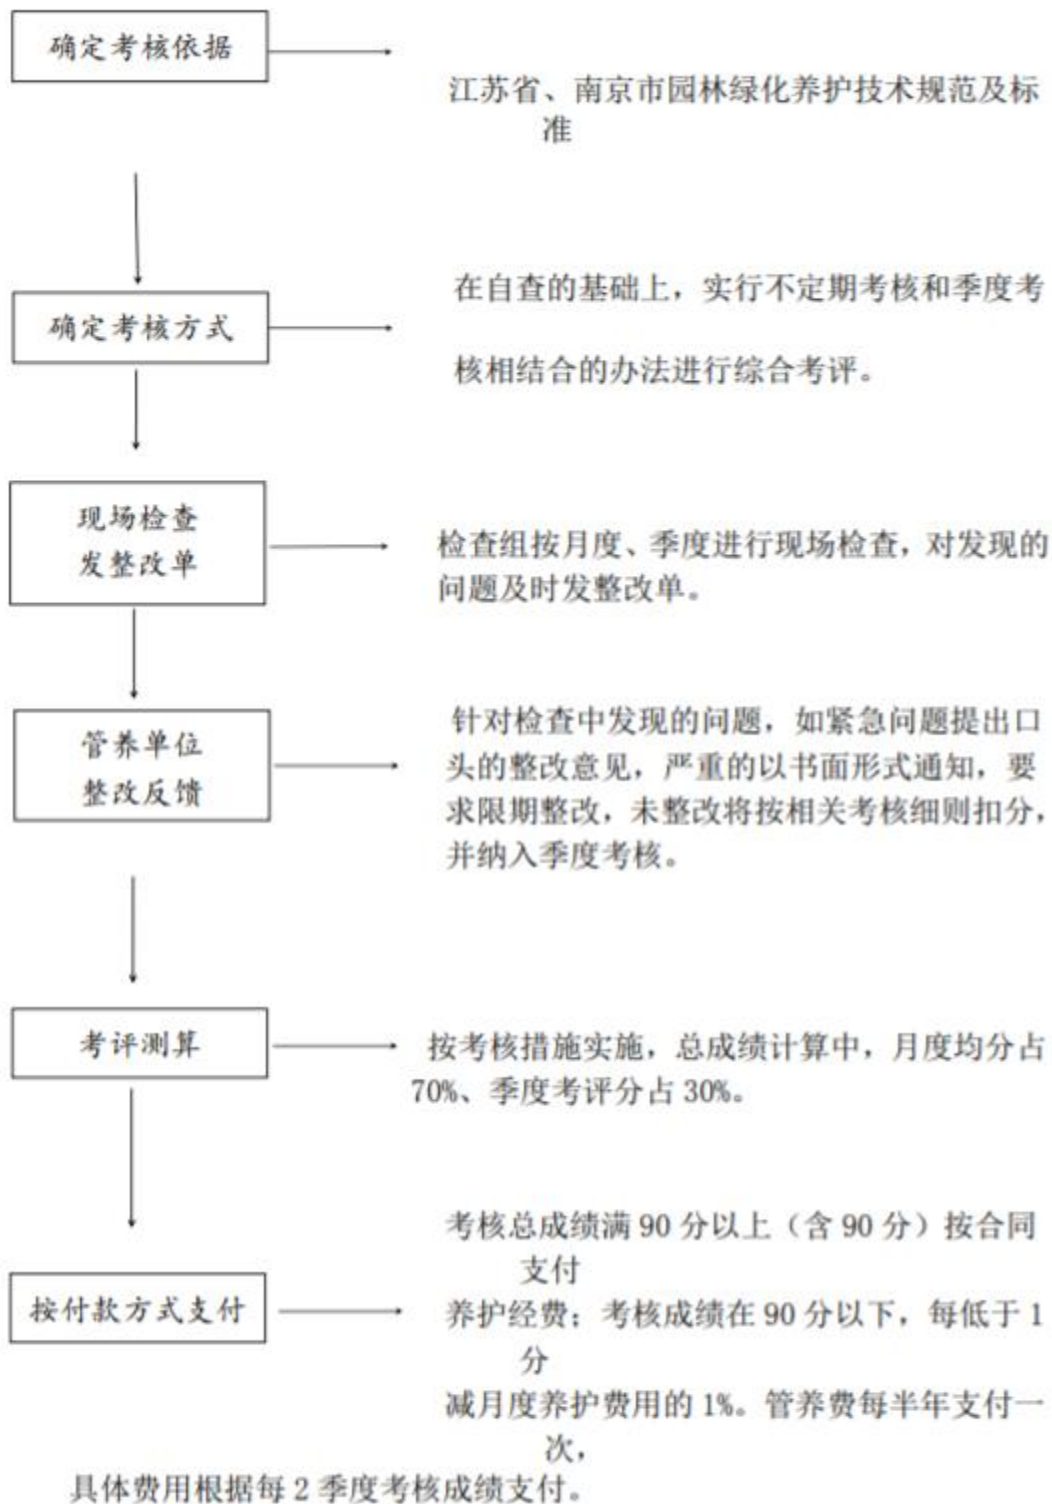 确定考核依据
江苏省、南京市园林绿化养护技术规范及标
准
确定考核方式
在自查的基础上，实行不定期考核和季度考
核相结合的办法进行综合考评。
现场检查
发整改单
检查组按月度、季度进行现场检查，对发现的
问题及时发整改单。
管养单位
整改反馈
针对检查中发现的问题，如紧急问题提出口
头的整改意见，严重的以书面形式通知，要
求限期整改，未整改将按相关考核细则扣分，
并纳入季度考核。
考评测算
按考核措施实施，总成绩计算中，月度均分占
70%、季度考评分占 30%。
按付款方式支付
考核总成绩满 90 分以上（含 90 分）按合同
支付
养护经费；考核成绩在 90 分以下，每低于 1
分
减月度养护费用的 1%。管养费每半年支付一
次，
具体费用根据每 2 季度考核成绩支付。